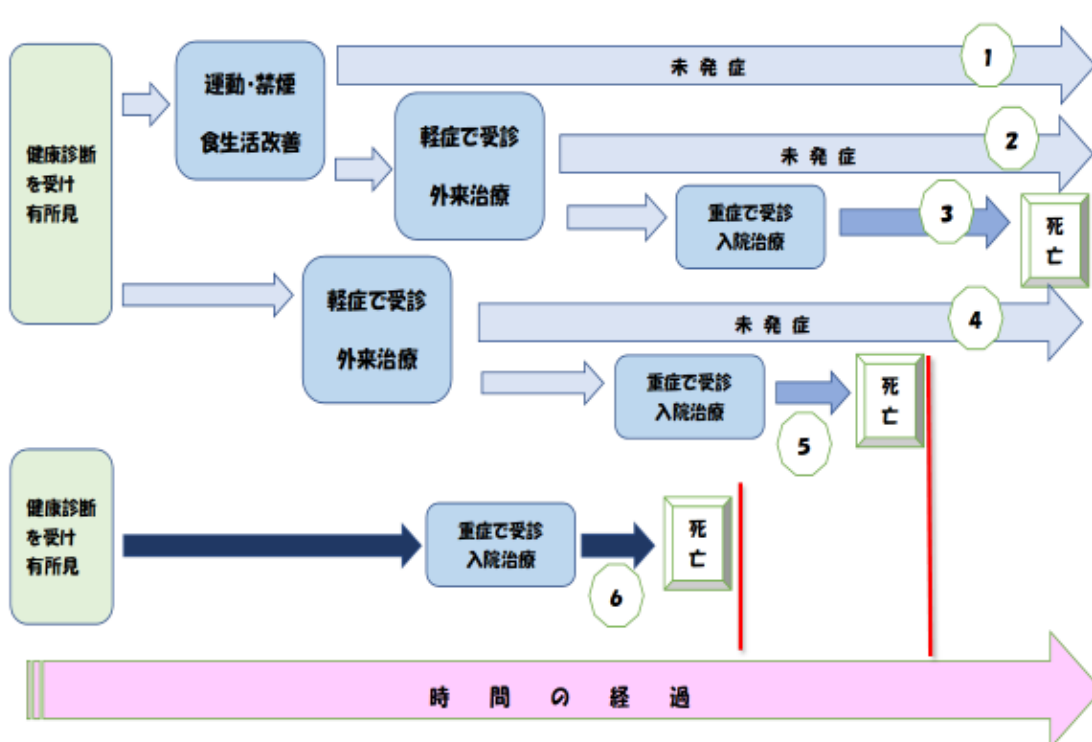 健康診断
を受け
有所見
運動・禁煙
食生活改善
未発症
1
軽症で受診
外来治療
未発症
2
重症で受診
入院治療
3
死
亡
軽症で受診
外来治療
未発症
4
重症で受診
入院治療
5
死
亡
健康診断
を受け
有所見
重症で受診
入院治療
6
死
亡
時間の経過